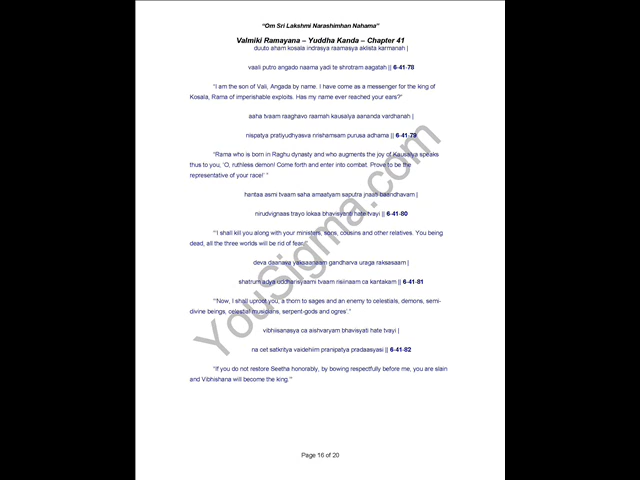 “Om Sri Lakshmi Narashimhan Nahama”
Valmiki Ramayana – Yuddha Kanda – Chapter 41
duuto aham kosala indrasya raamasya aklista karmanah |
vaali putro angado naama yadi te shrotram aagatah || 6-41-78
“I am the son of Vali, Angada by name. I have come as a messenger for the king of
Kosala, Rama of imperishable exploits. Has my name ever reached your ears?”
aaha tvaam raaghavo raamah kausalya aananda vardhanah |
nispatya pratiyudhyasva nrishamsam purusa adhama || 6-41-79
“Rama who is born in Raghu dynasty and who augments the joy of Kausalya speaks
thus to you, ‘O, ruthless demon! Come forth and enter into combat. Prove to be the
representative of your race!’ ”
hantaa asmi tvaam saha amaatyam saputra jnaati baandhavam |
nirudvignaas trayo lokaa bhavisyanti hate tvayi || 6-41-80
“‘I shall kill you along with your ministers, sons, cousins and other relatives. You being
dead, all the three worlds will be rid of fear.’”
deva daanava yaksaanaam gandharva uraga raksasaam |
shatrum adya uddharisyaami tvaam risiinaam ca kantakam || 6-41-81
“‘Now, I shall uproot you, a thorn to sages and an enemy to celestials, demons, semi-
divine beings, celestial musicians, serpent-gods and ogres’.”
vibhiisanasya ca aishvaryam bhavisyati hate tvayi |
na cet satkritya vaidehiim pranipatya pradaasyasi || 6-41-82
“If you do not restore Seetha honorably, by bowing respectfully before me, you are slain
and Vibhishana will become the king.’”
YouSigma.com
Page 16 of 20